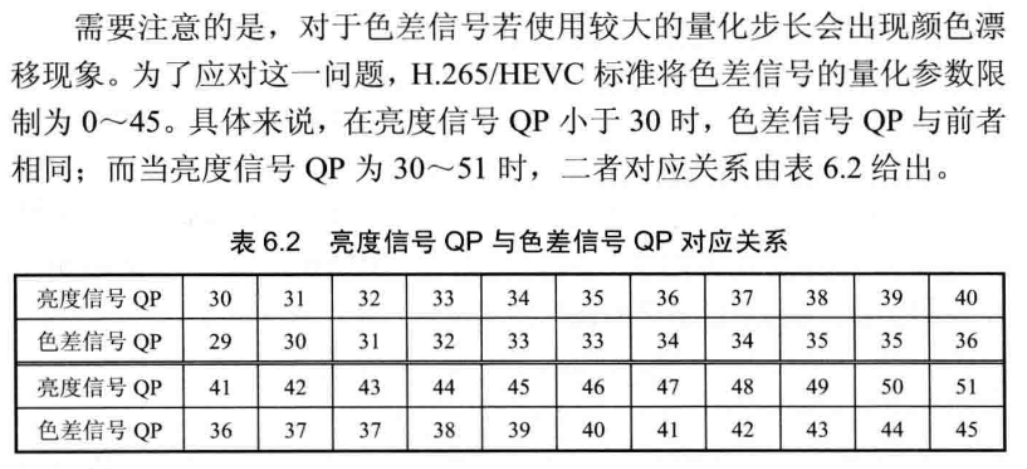 需要注意的是，对于色差信号若使用较大的量化步长会出现颜色漂
移现象。为了应对这一问题，H.265/HEVC 标准将色差信号的量化参数限
制为 0～45。具体来说，在亮度信号 QP 小于 30 时，色差信号 QP 与前者
相同；而当亮度信号 QP 为 30～51 时，二者对应关系由表 6.2 给出。
表 6.2 亮度信号 QP 与色差信号 QP 对应关系
亮度信号 QP 30 31 32 33 34 35 36 37 38 39 40
色差信号 QP 29 30 31 32 33 33 34 34 35 35 36
亮度信号 QP 41 42 43 44 45 46 47 48 49 50 51
色差信号 QP 36 37 37 38 39 40 41 42 43 44 45